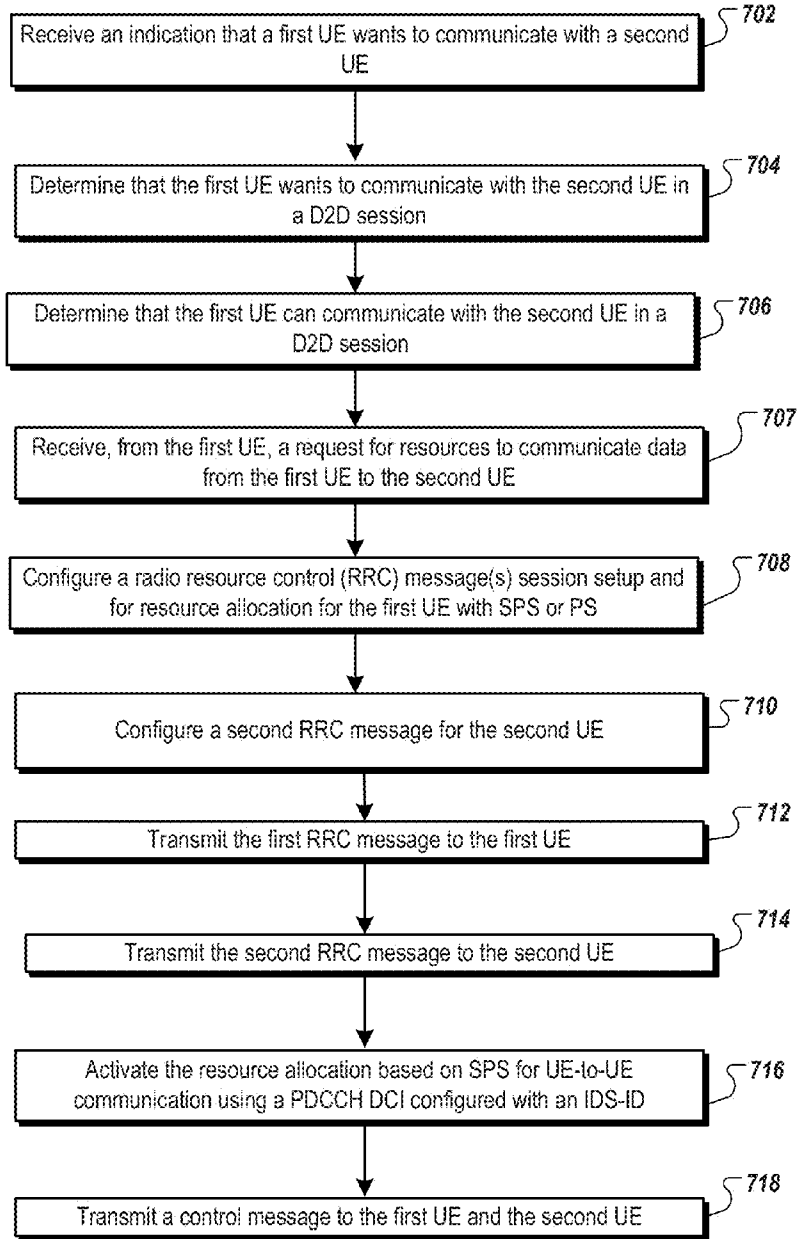 702
Receive an indication that a first UE wants to communicate with a second
UE
704
Determine that the first UE wants to communicate with the second UE in
a D2D session
706
Determine that the first UE can communicate with the second UE in a
D2D session
707
Receive, from the first UE, a request for resources to communicate data
from the first UE to the second UE
708
Configure a radio resource control (RRC) message(s) session setup and
for resource allocation for the first UE with SPS or PS
710
Configure a second RRC message for the second UE
712
Transmit the first RRC message to the first UE
714
Transmit the second RRC message to the second UE
716
Activate the resource allocation based on SPS for UE-to-UE
communication using a PDCCH DCI configured with an IDS-ID
718
Transmit a control message to the first UE and the second UE